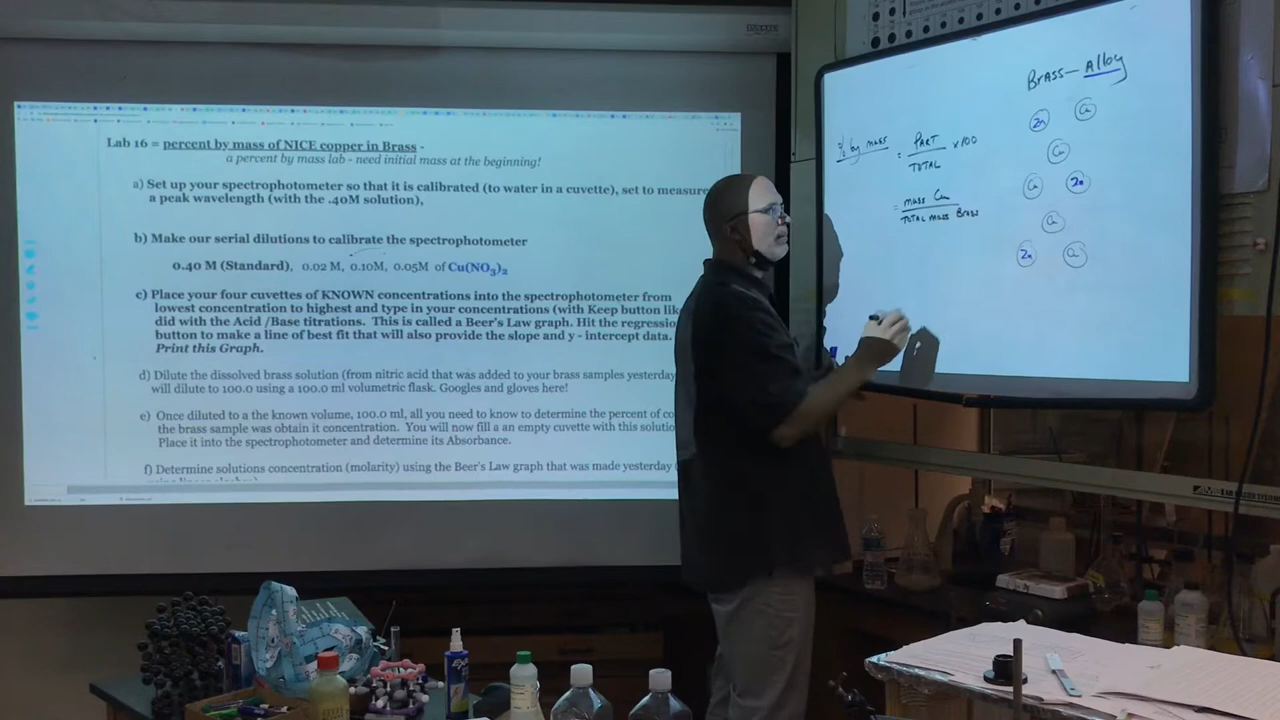 Lab 16 = percent by mass of NICE copper in Brass -
a percent by mass lab - need initial mass at the beginning!
a) Set up your spectrophotometer so that it is calibrated (to water in a cuvette), set to measure
a peak wavelength (with the .40M solution),
b) Make our serial dilutions to calibrate the spectrophotometer
0.40 M (Standard), 0.02 M, 0.10M, 0.05M of Cu(NO3)2
c) Place your four cuvettes of KNOWN concentrations into the spectrophotometer from
lowest concentration to highest and type in your concentrations (with Keep button lik
did with the Acid /Base titrations. This is called a Beer's Law graph. Hit the regressio
button to make a line of best fit that will also provide the slope and y - intercept data.
Print this Graph.
d) Dilute the dissolved brass solution (from nitric acid that was added to your brass samples yesterday
will dilute to 100.0 using a 100.0 ml volumetric flask. Googles and gloves here!
e) Once diluted to a the known volume, 100.0 ml, all you need to know to determine the percent of co
the brass sample was obtain it concentration. You will now fill a an empty cuvette with this solutio
Place it into the spectrophotometer and determine its Absorbance.
f) Determine solutions concentration (molarity) using the Beer's Law graph that was made yesterday
Brass - Alloy
% by mass = PART / TOTAL x 100
= mass Cu / TOTAL mass Brass
Zn Cu
Cu
Cu Zn
Cu
Zn Cu